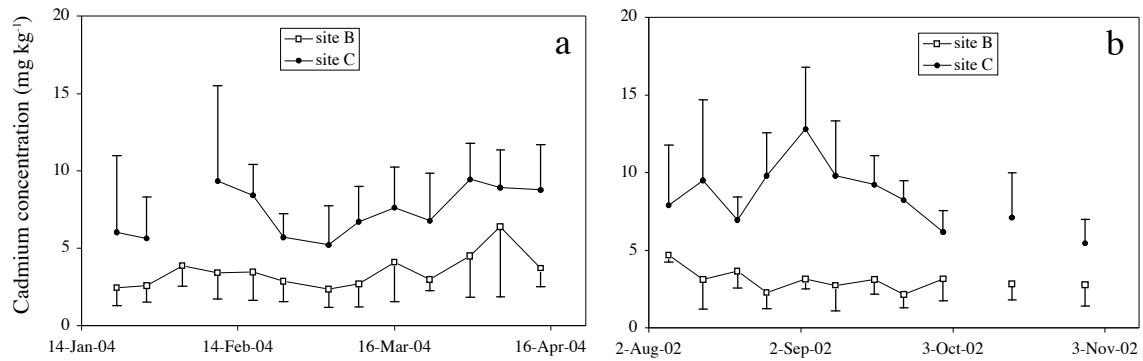 a
site B
site C
Cadmium concentration (mg kg-1)
20
15
10
5
0
14-Jan-04 14-Feb-04 16-Mar-04 16-Apr-04
b
site B
site C
20
15
10
5
0
2-Aug-02 2-Sep-02 3-Oct-02 3-Nov-02